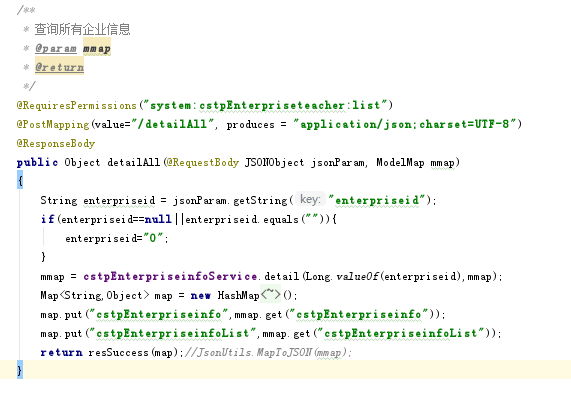 /**
* 查询所有企业信息
* @param mmap
* @return
*/
@RequiresPermissions("system:cstpEnterpriseteacher:list")
@PostMapping(value="/detailAll", produces = "application/json;charset=UTF-8")
@ResponseBody
public Object detailAll(@RequestBody JSONObject jsonParam, ModelMap mmap)
{
String enterpriseid = jsonParam.getString( key: "enterpriseid");
if(enterpriseid==null||enterpriseid.equals("")){
enterpriseid="0";
}
mmap = cstpEnterpriseinfoService.detail(Long.valueOf(enterpriseid),mmap);
Map<String,Object> map = new HashMap<~>();
map.put("cstpEnterpriseinfo",mmap.get("cstpEnterpriseinfo"));
map.put("cstpEnterpriseinfoList",mmap.get("cstpEnterpriseinfoList"));
return resSuccess(map);//JsonUtils.MapToJSON(mmap);
}